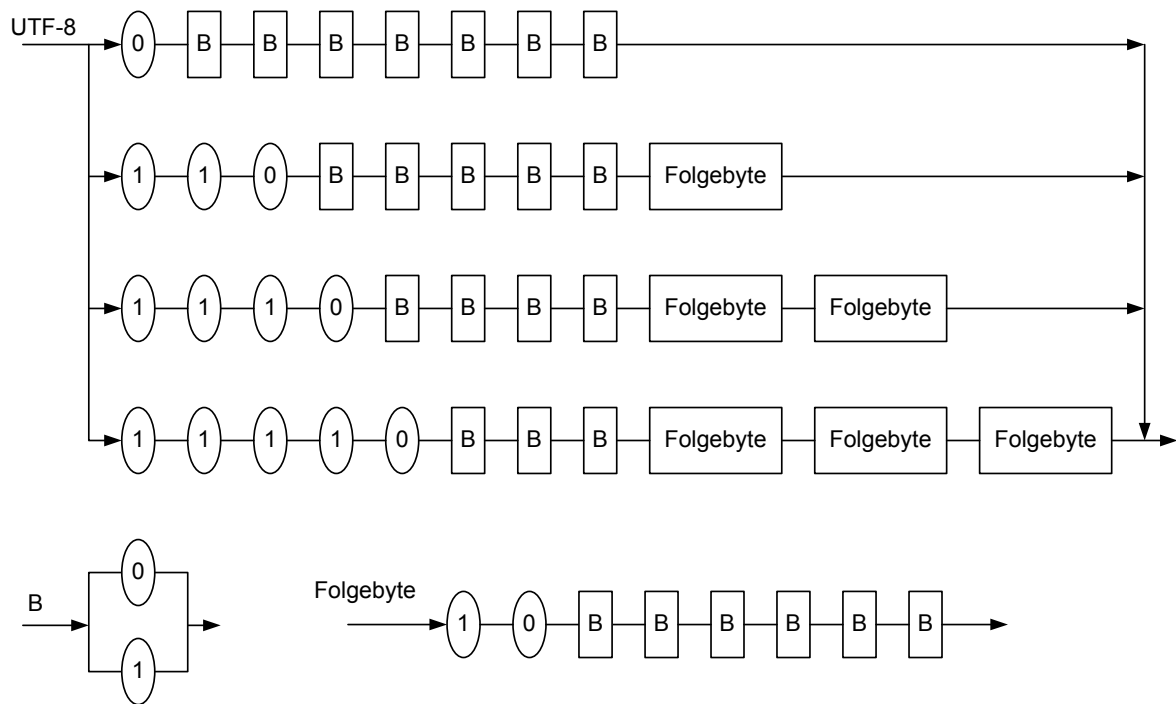 UTF-8
0 B B B B B B B
1 1 0 B B B B B Folgebyte
1 1 1 0 B B B B Folgebyte Folgebyte
1 1 1 1 0 B B B Folgebyte Folgebyte Folgebyte
B
0
1
Folgebyte
1 0 B B B B B B